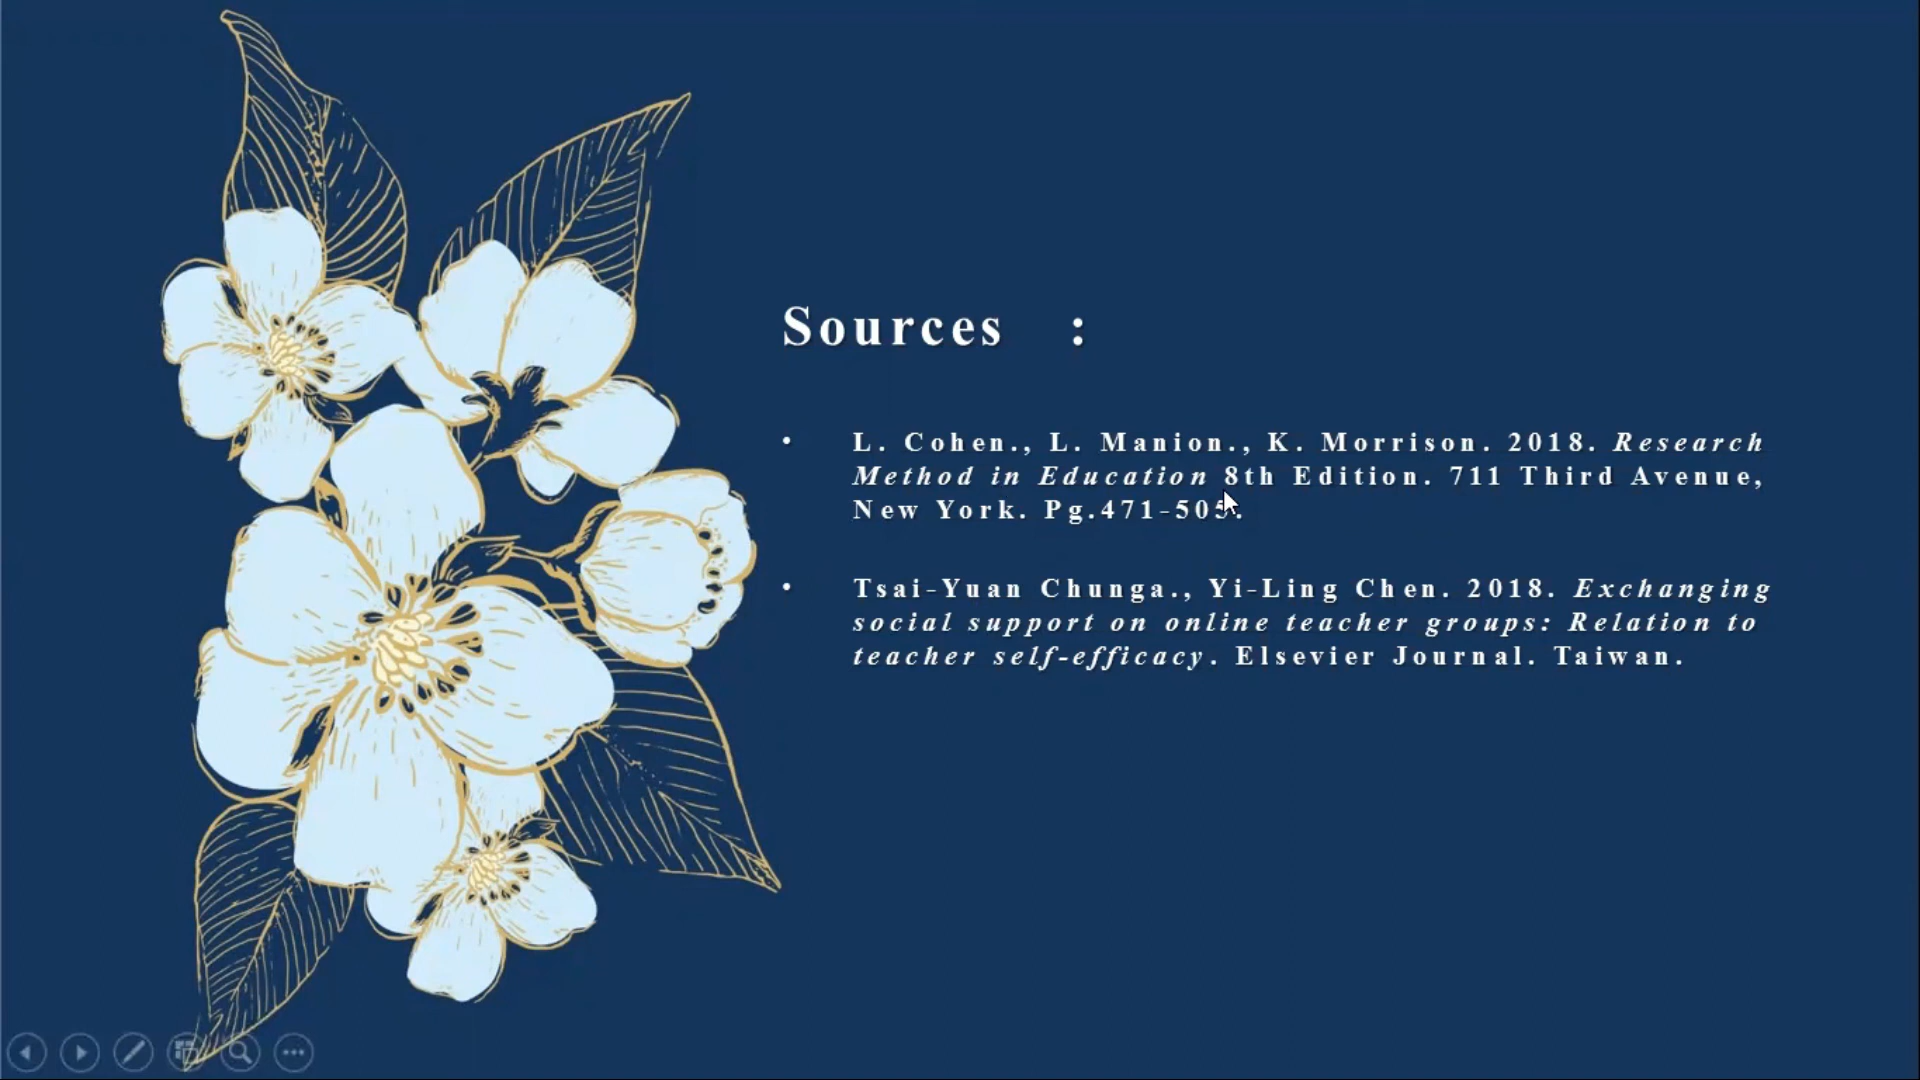 Sources :
• L. Cohen., L. Manion., K. Morrison. 2018. Research
Method in Education 8th Edition. 711 Third Avenue,
New York. Pg.471-505.
• Tsai-Yuan Chunga., Yi-Ling Chen. 2018. Exchanging
social support on online teacher groups: Relation to
teacher self-efficacy. Elsevier Journal. Taiwan.